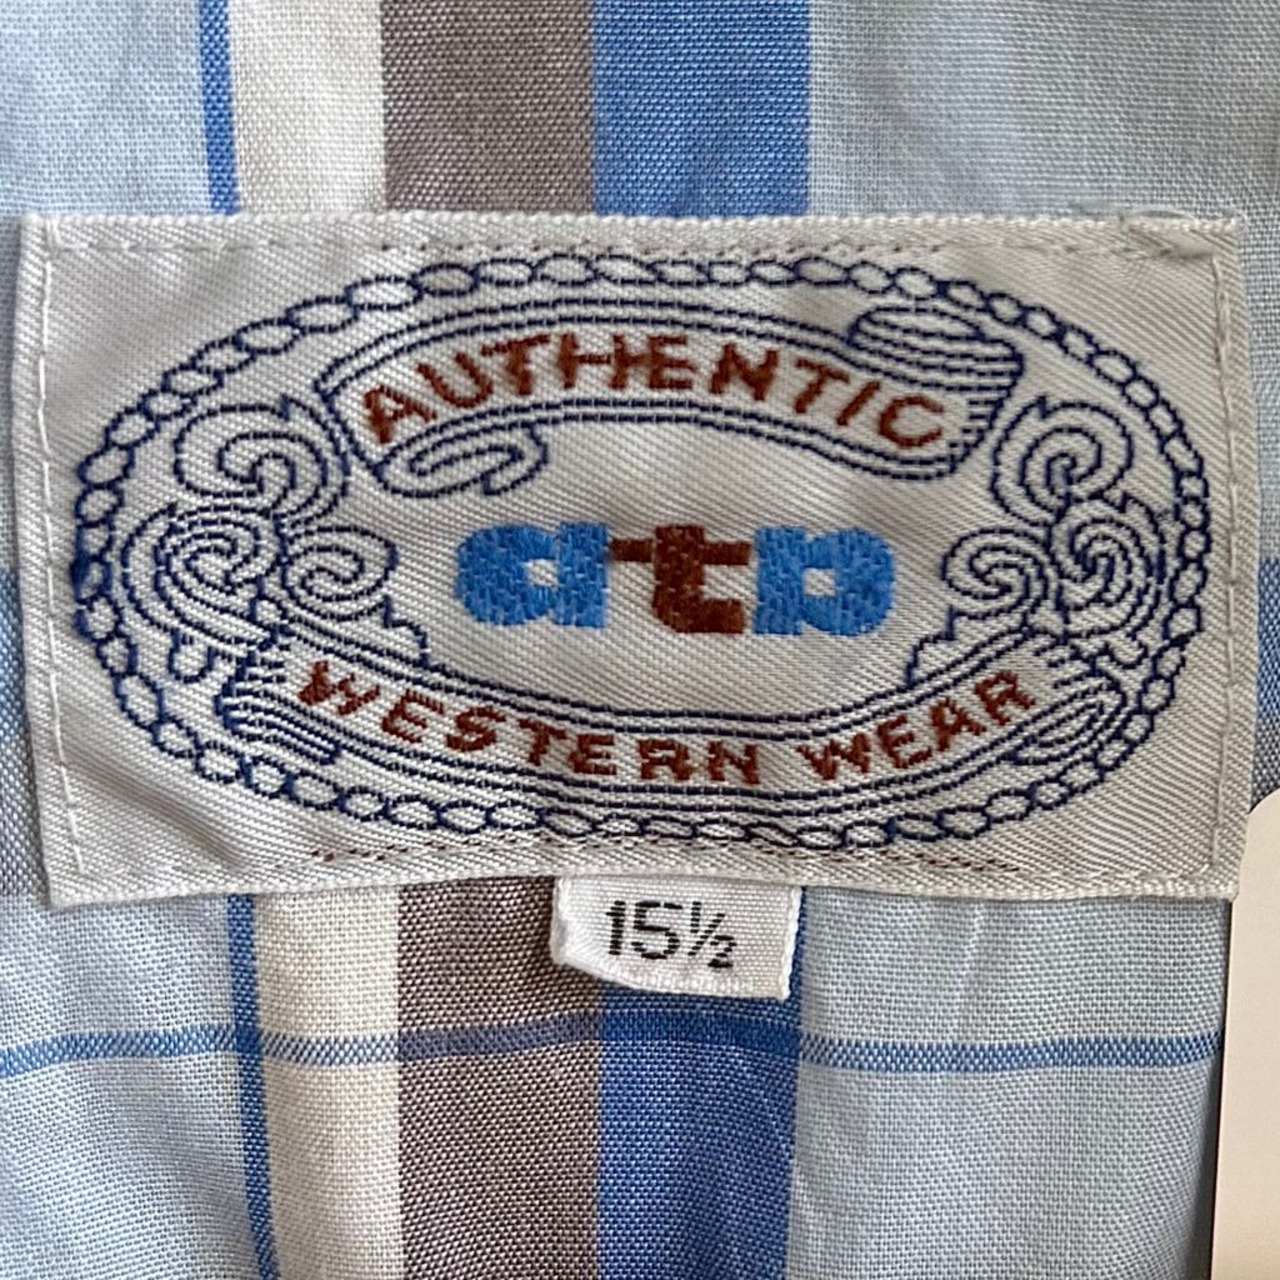 AUTHENTIC
atb
WESTERN WEAR
15½